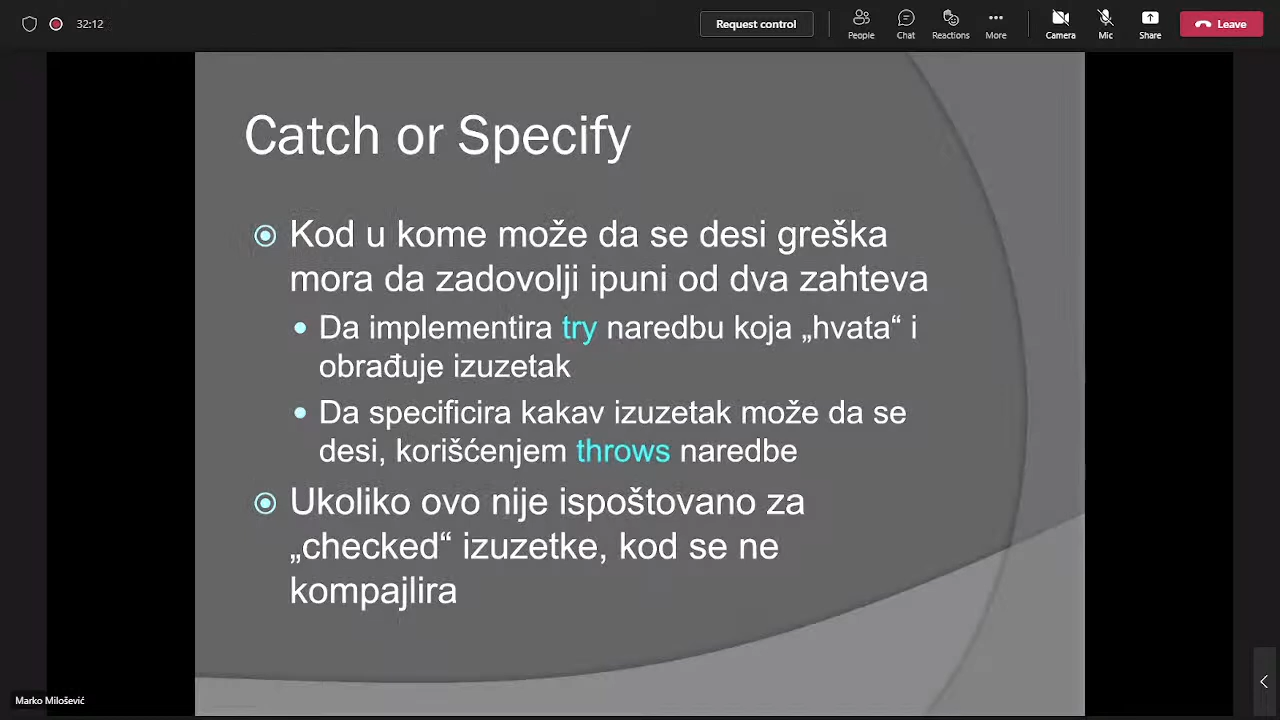 32:12
Request control
People
Chat
Reactions
More
Camera
Mic
Share
Leave
Catch or Specify
Kod u kome može da se desi greška
mora da zadovolji ipuni od dva zahteva
Da implementira try naredbu koja „hvata“ i
obrađuje izuzetak
Da specificira kakav izuzetak može da se
desi, korišćenjem throws naredbe
Ukoliko ovo nije ispoštovano za
„checked“ izuzetke, kod se ne
kompajlira
Marko Milošević